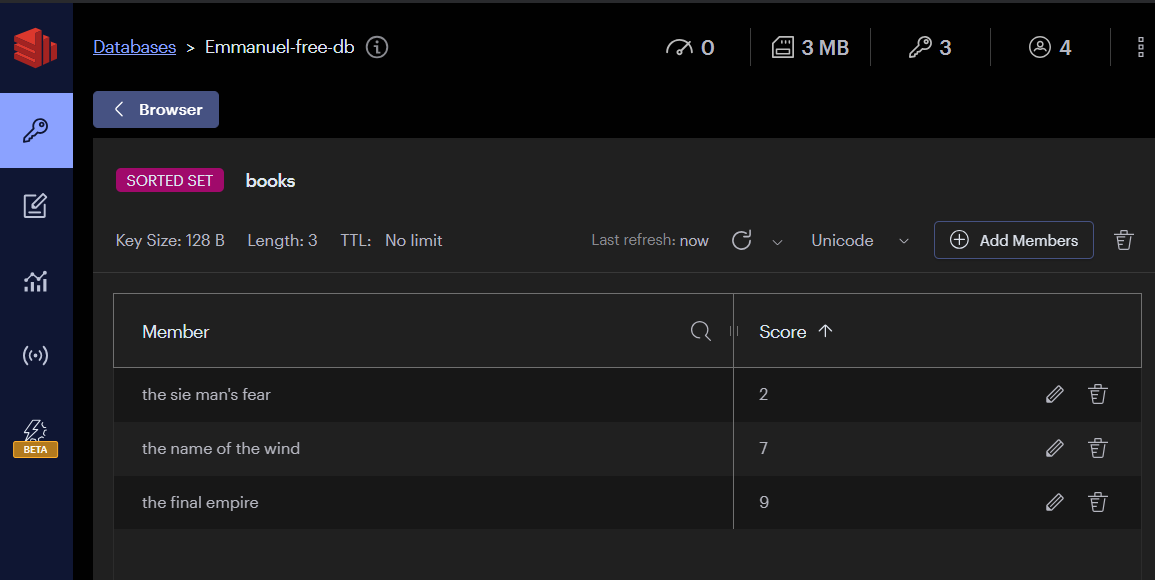 Databases > Emmanuel-free-db 0 3 MB 3 4
Browser
SORTED SET books
Key Size: 128 B Length: 3 TTL: No limit Last refresh: now Unicode Add Members
Member Score
the sie man's fear 2
the name of the wind 7
the final empire 9
BETA